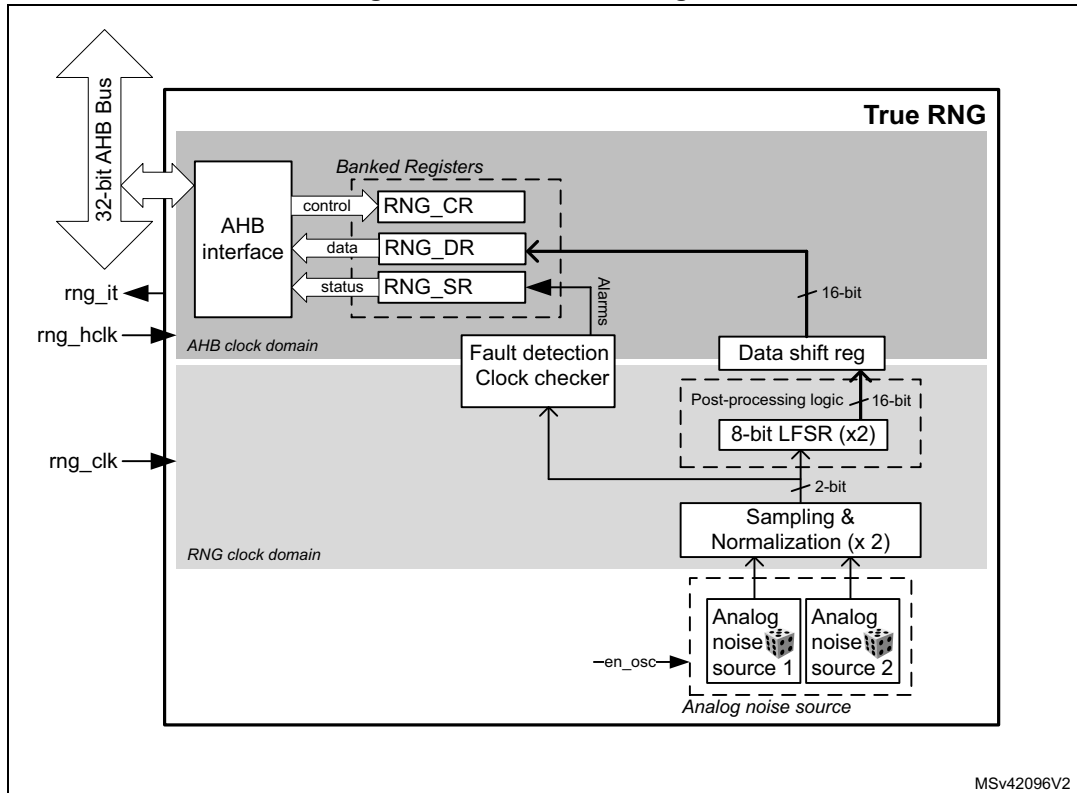 32-bit AHB Bus
True RNG
Banked Registers
AHB
interface
control
RNG_CR
data
RNG_DR
status
RNG_SR
Alarms
16-bit
rng_it
rng_hclk
AHB clock domain
Fault detection
Clock checker
Data shift reg
Post-processing logic
16-bit
8-bit LFSR (x2)
rng_clk
2-bit
Sampling &
Normalization (x 2)
RNG clock domain
Analog
noise
source 1
Analog
noise
source 2
en_osc
Analog noise source
MSv42096V2